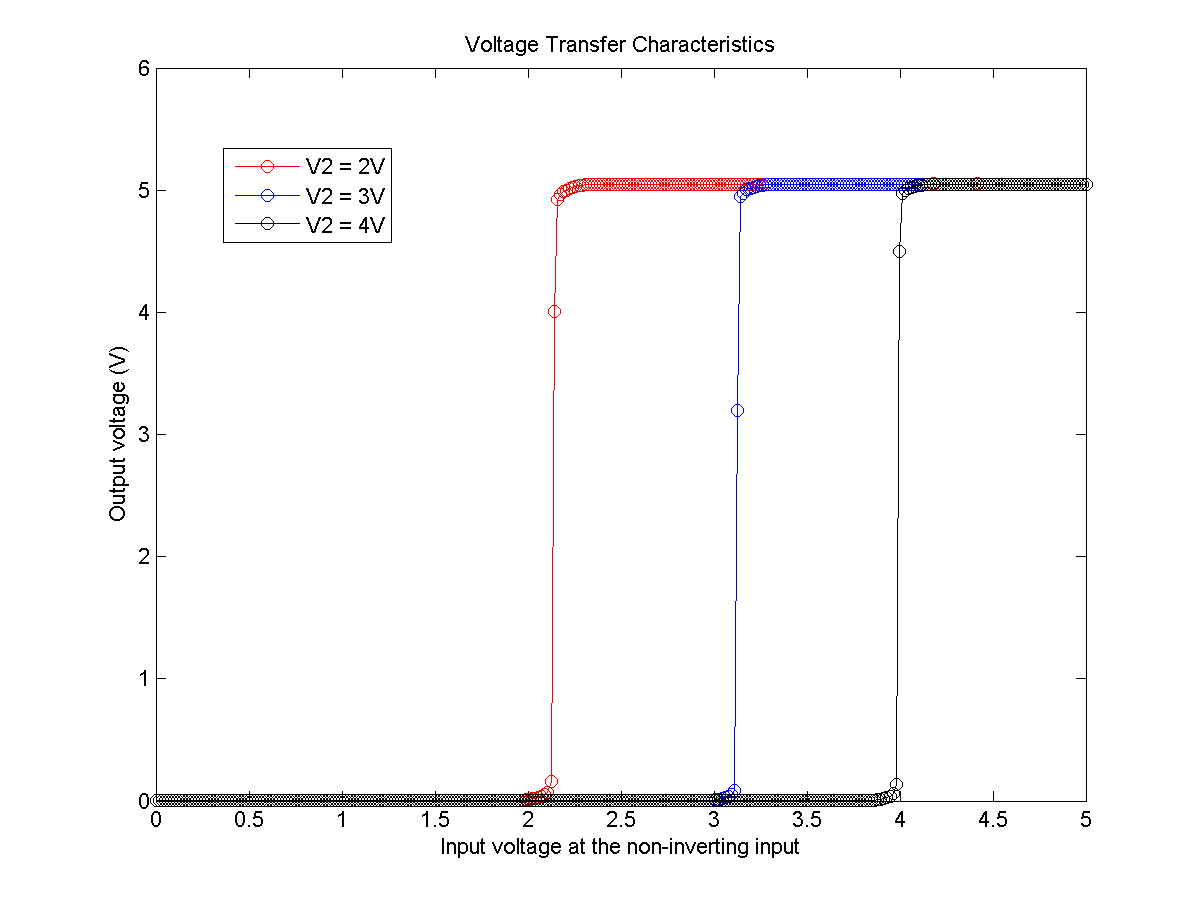 Voltage Transfer Characteristics
6
5
4
3
2
1
0
Output voltage (V)
V2 = 2V
V2 = 3V
V2 = 4V
0 0.5 1 1.5 2 2.5 3 3.5 4 4.5 5
Input voltage at the non-inverting input